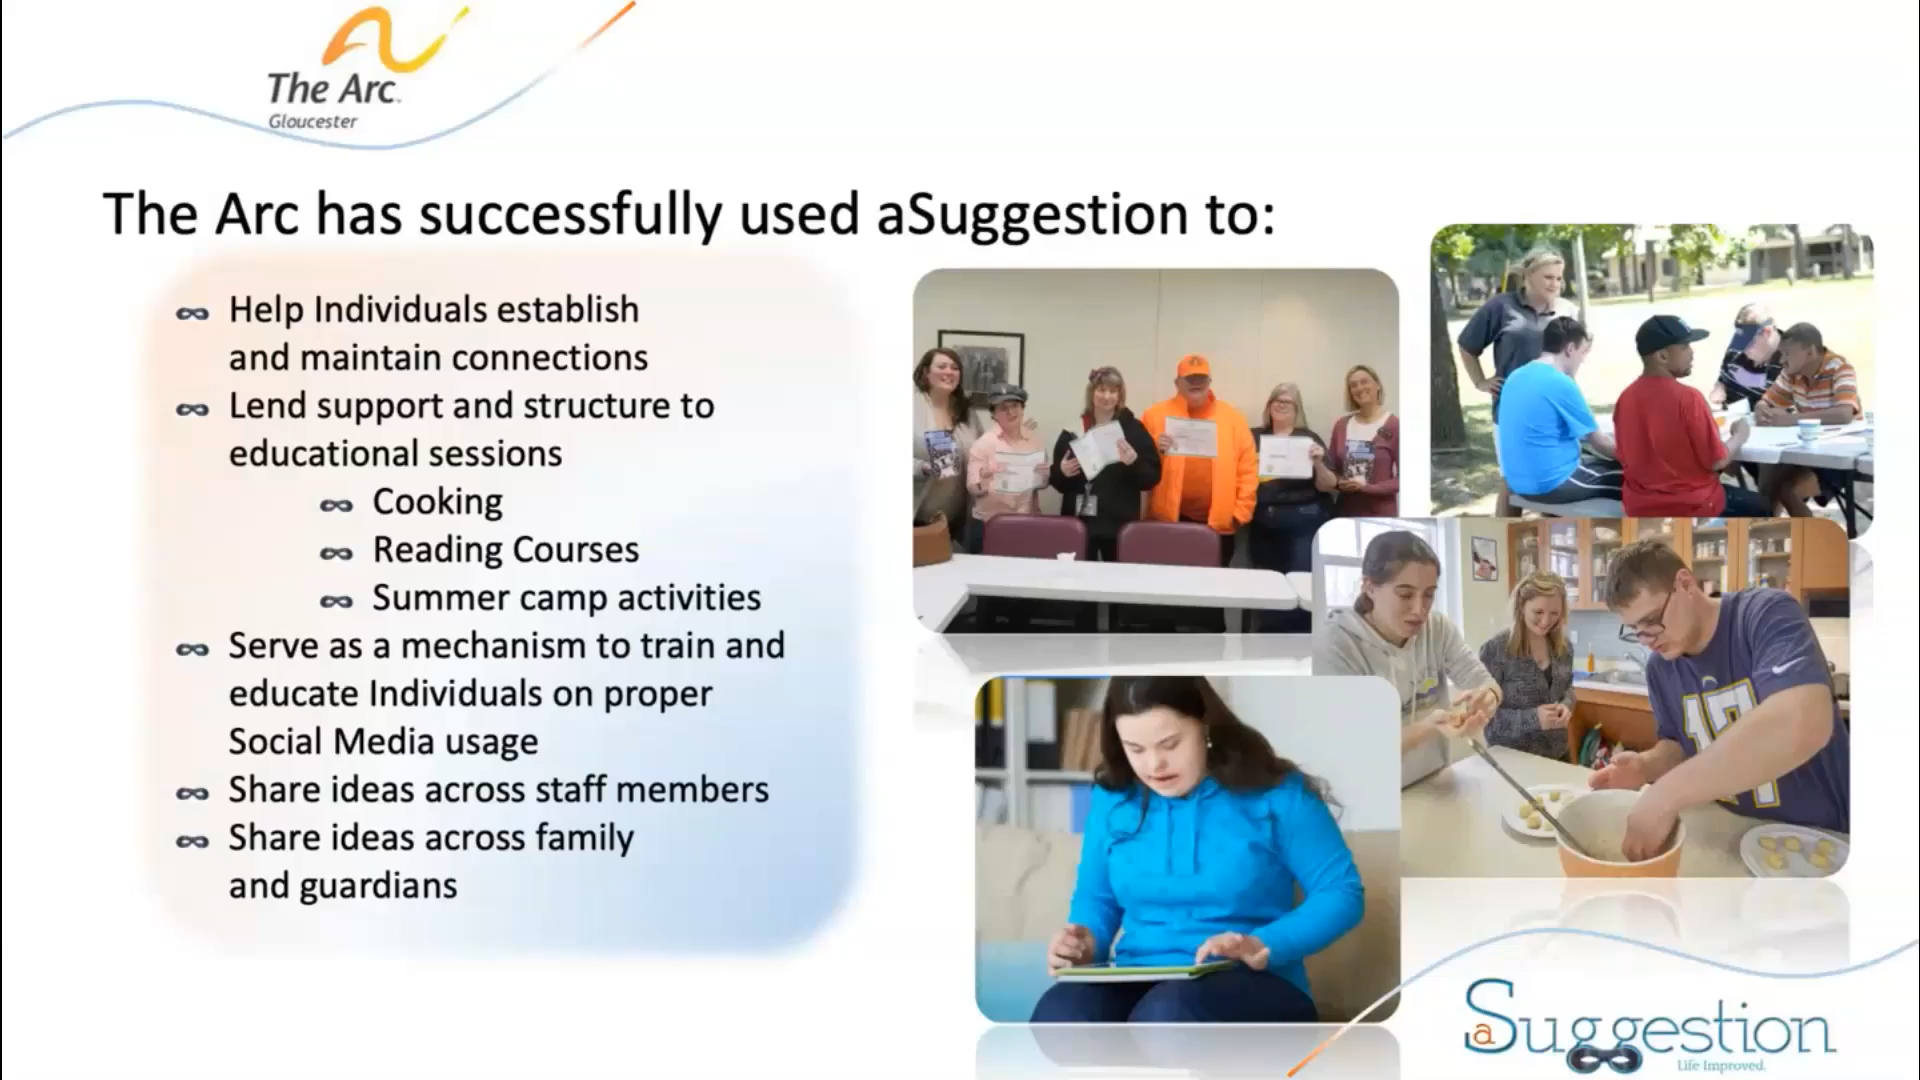 The Arc
Gloucester
The Arc has successfully used aSuggestion to:
Help Individuals establish
and maintain connections
Lend support and structure to
educational sessions
Cooking
Reading Courses
Summer camp activities
Serve as a mechanism to train and
educate Individuals on proper
Social Media usage
Share ideas across staff members
Share ideas across family
and guardians
17
aSuggestion
Life Improved.